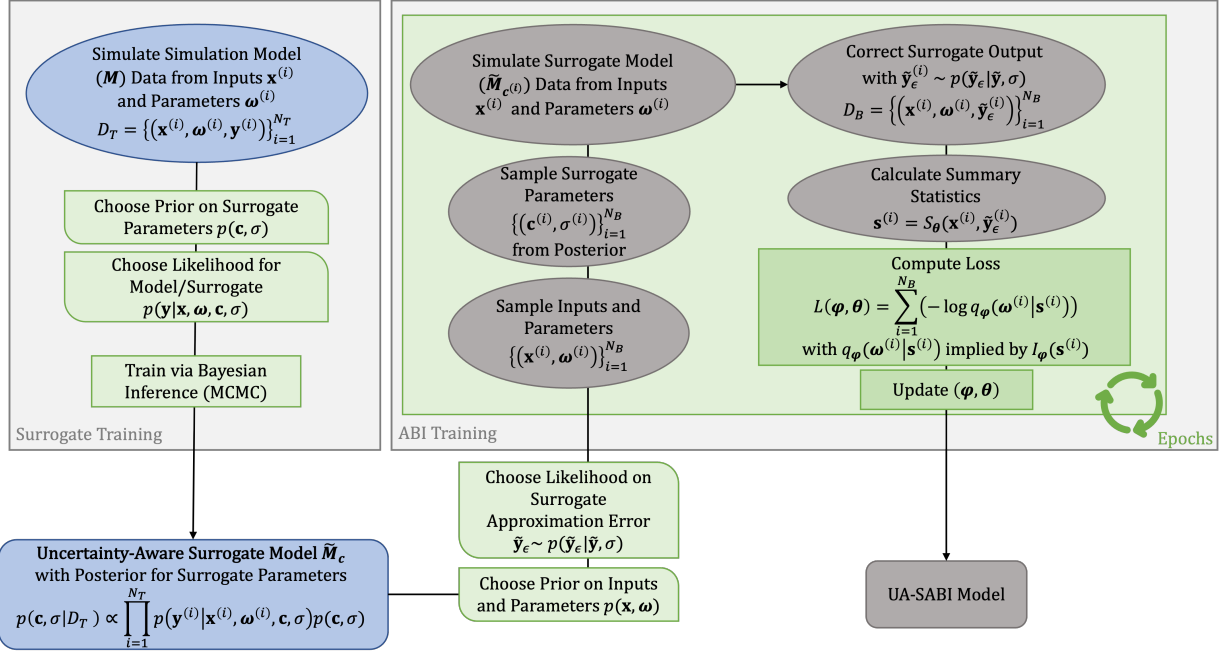 Simulate Simulation Model
(𝑴) Data from Inputs 𝐱⁽ⁱ⁾
and Parameters 𝝎⁽ⁱ⁾
D_T = {(𝐱⁽ⁱ⁾, 𝝎⁽ⁱ⁾, 𝐲⁽ⁱ⁾)}_{i=1}^{N_T}
Choose Prior on Surrogate
Parameters p(𝐜, σ)
Choose Likelihood for
Model/Surrogate
p(𝐲|𝐱, 𝝎, 𝐜, σ)
Train via Bayesian
Inference (MCMC)
Surrogate Training
Uncertainty-Aware Surrogate Model M̃_c
with Posterior for Surrogate Parameters
p(𝐜, σ|D_T) ∝ ∏_{i=1}^{N_T} p(𝐲⁽ⁱ⁾|𝐱⁽ⁱ⁾, 𝝎⁽ⁱ⁾, 𝐜, σ)p(𝐜, σ)
Choose Prior on Inputs
and Parameters p(𝐱, 𝝎)
Choose Likelihood on
Surrogate
Approximation Error
ỹ_ϵ ~ p(ỹ_ϵ|ỹ, σ)
Sample Inputs and
Parameters
{(𝐱⁽ⁱ⁾, 𝝎⁽ⁱ⁾)}_{i=1}^{N_B}
Sample Surrogate
Parameters
{(𝐜⁽ⁱ⁾, σ⁽ⁱ⁾)}_{i=1}^{N_B}
from Posterior
Simulate Surrogate Model
(M̃_{c⁽ⁱ⁾}) Data from Inputs
𝐱⁽ⁱ⁾ and Parameters 𝝎⁽ⁱ⁾
Correct Surrogate Output
with ỹ_ϵ⁽ⁱ⁾ ~ p(ỹ_ϵ|ỹ, σ)
D_B = {(𝐱⁽ⁱ⁾, 𝝎⁽ⁱ⁾, ỹ_ϵ⁽ⁱ⁾)}_{i=1}^{N_B}
Calculate Summary
Statistics
𝐬⁽ⁱ⁾ = S_𝜽(𝐱⁽ⁱ⁾, ỹ_ϵ⁽ⁱ⁾)
Compute Loss
L(𝝋, 𝜽) = ∑_{i=1}^{N_B} (− log q_𝝋(𝝎⁽ⁱ⁾|𝐬⁽ⁱ⁾))
with q_𝝋(𝝎⁽ⁱ⁾|𝐬⁽ⁱ⁾) implied by I_𝝋(𝐬⁽ⁱ⁾)
Update (𝝋, 𝜽)
Epochs
ABI Training
UA-SABI Model